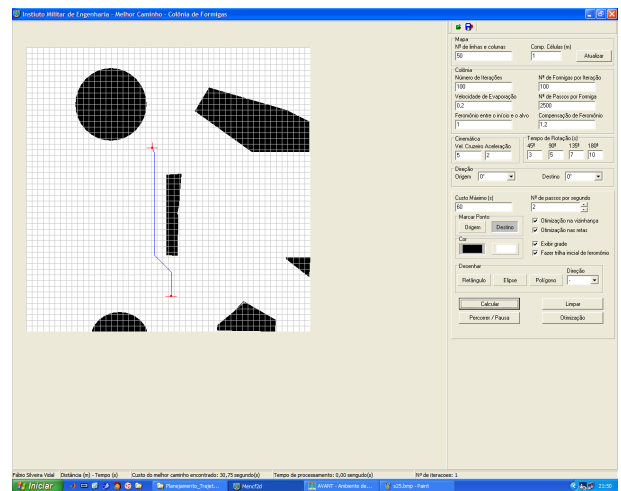 Instiuto Militar de Engenharia - Melhor Caminho - Colônia de Formigas
Mapa
Nº de linhas e colunas
Comp. Células (m)
50
1
Atualizar
Colônia
Número de Iterações
Nº de Formigas por Iteração
100
100
Velocidade de Evaporação
Nº de Passos por Formiga
0,2
2500
Feromônio entre o início e o alvo
Compensação de Feromônio
1
1,2
Cinemática
Tempo de Rotação (s)
Vel. Cruzeiro Aceleração
45º 90º 135º 180º
5 2
3 5 7 10
Direção
Origem 0° Destino 0°
Custo Máximo (s)
Nº de passos por segundo
60
2
Marcar Ponto
Origem Destino
Otimização na vizinhança
Otimização nas retas
Cor
Exibir grade
Fazer trilha inicial de feromônio
Desenhar
Direção
Retângulo Elipse Polígono -
Calcular Limpar
Percorrer / Pausa Otimização
Fábio Silveira Vidal Distância (m) - Tempo (s) Custo do melhor caminho encontrado: 30,75 segundo(s) Tempo de processamento: 0,00 sengudo(s) Nº de iteracoes: 1
Iniciar Planejamento_Trajet... Mencf2d AVANT - Ambiente de... s25.bmp - Paint 21:50